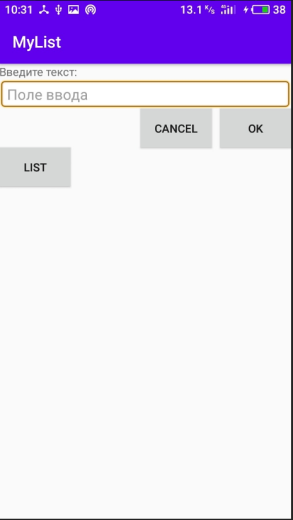 10:31 13.1 ᴷ/s 38
MyList
Введите текст:
Поле ввода
CANCEL OK
LIST